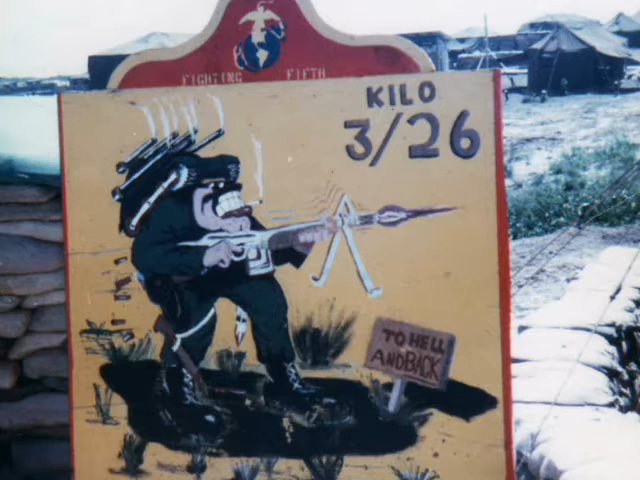 FIGHTING FIFTH
KILO
3/26
TO HELL
AND BACK